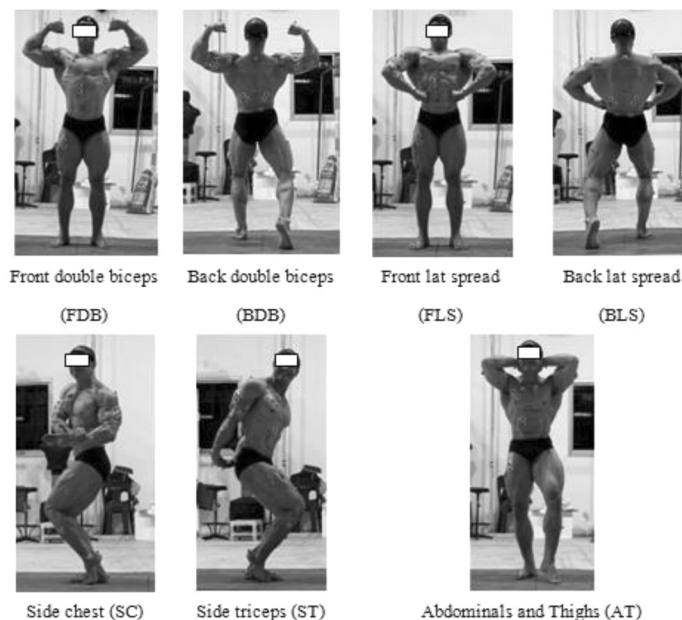 Front double biceps
Back double biceps
Front lat spread
Back lat spread
(FDB)
(BDB)
(FLS)
(BLS)
Side chest (SC)
Side triceps (ST)
Abdominals and Thighs (AT)